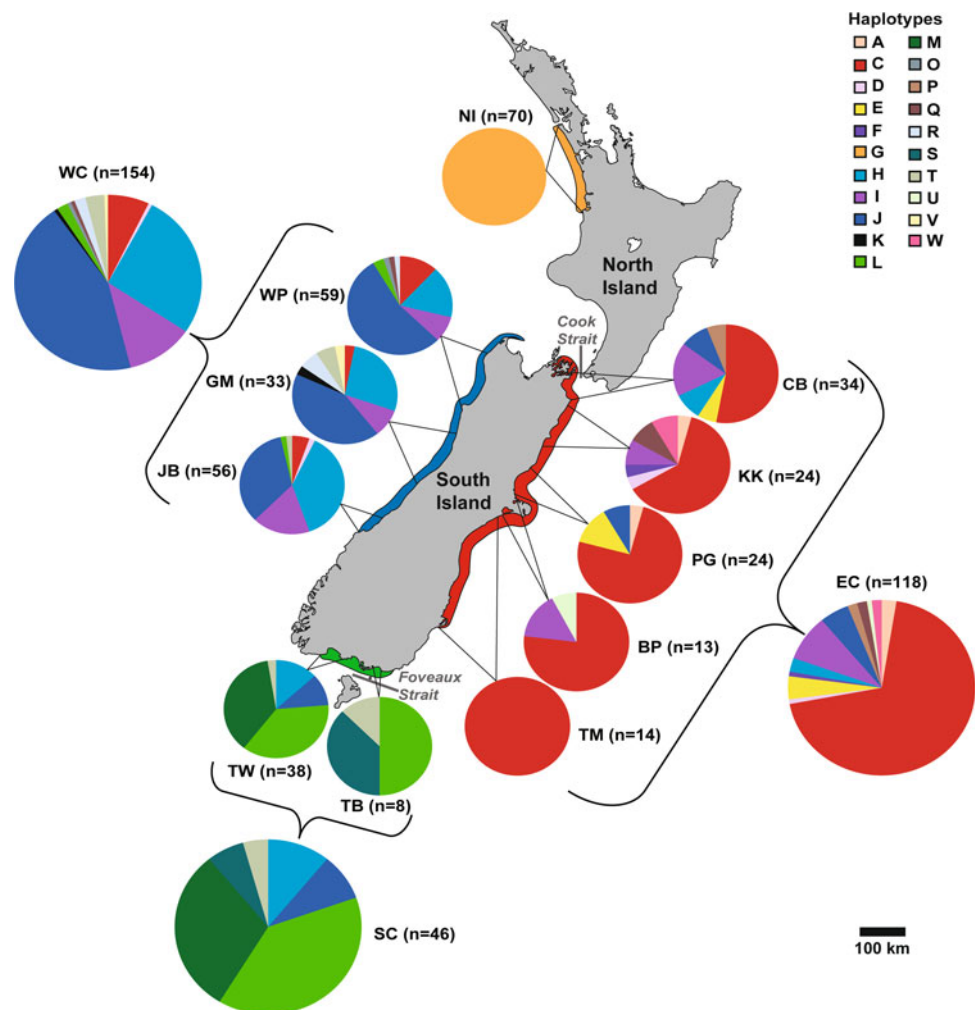 Haplotypes
A
C
D
E
F
G
H
I
J
K
L
M
O
P
Q
R
S
T
U
V
W
NI (n=70)
WC (n=154)
North
Island
WP (n=59)
Cook
Strait
GM (n=33)
CB (n=34)
JB (n=56)
South
Island
KK (n=24)
PG (n=24)
EC (n=118)
BP (n=13)
Foveaux
Strait
TM (n=14)
TW (n=38)
TB (n=8)
SC (n=46)
100 km